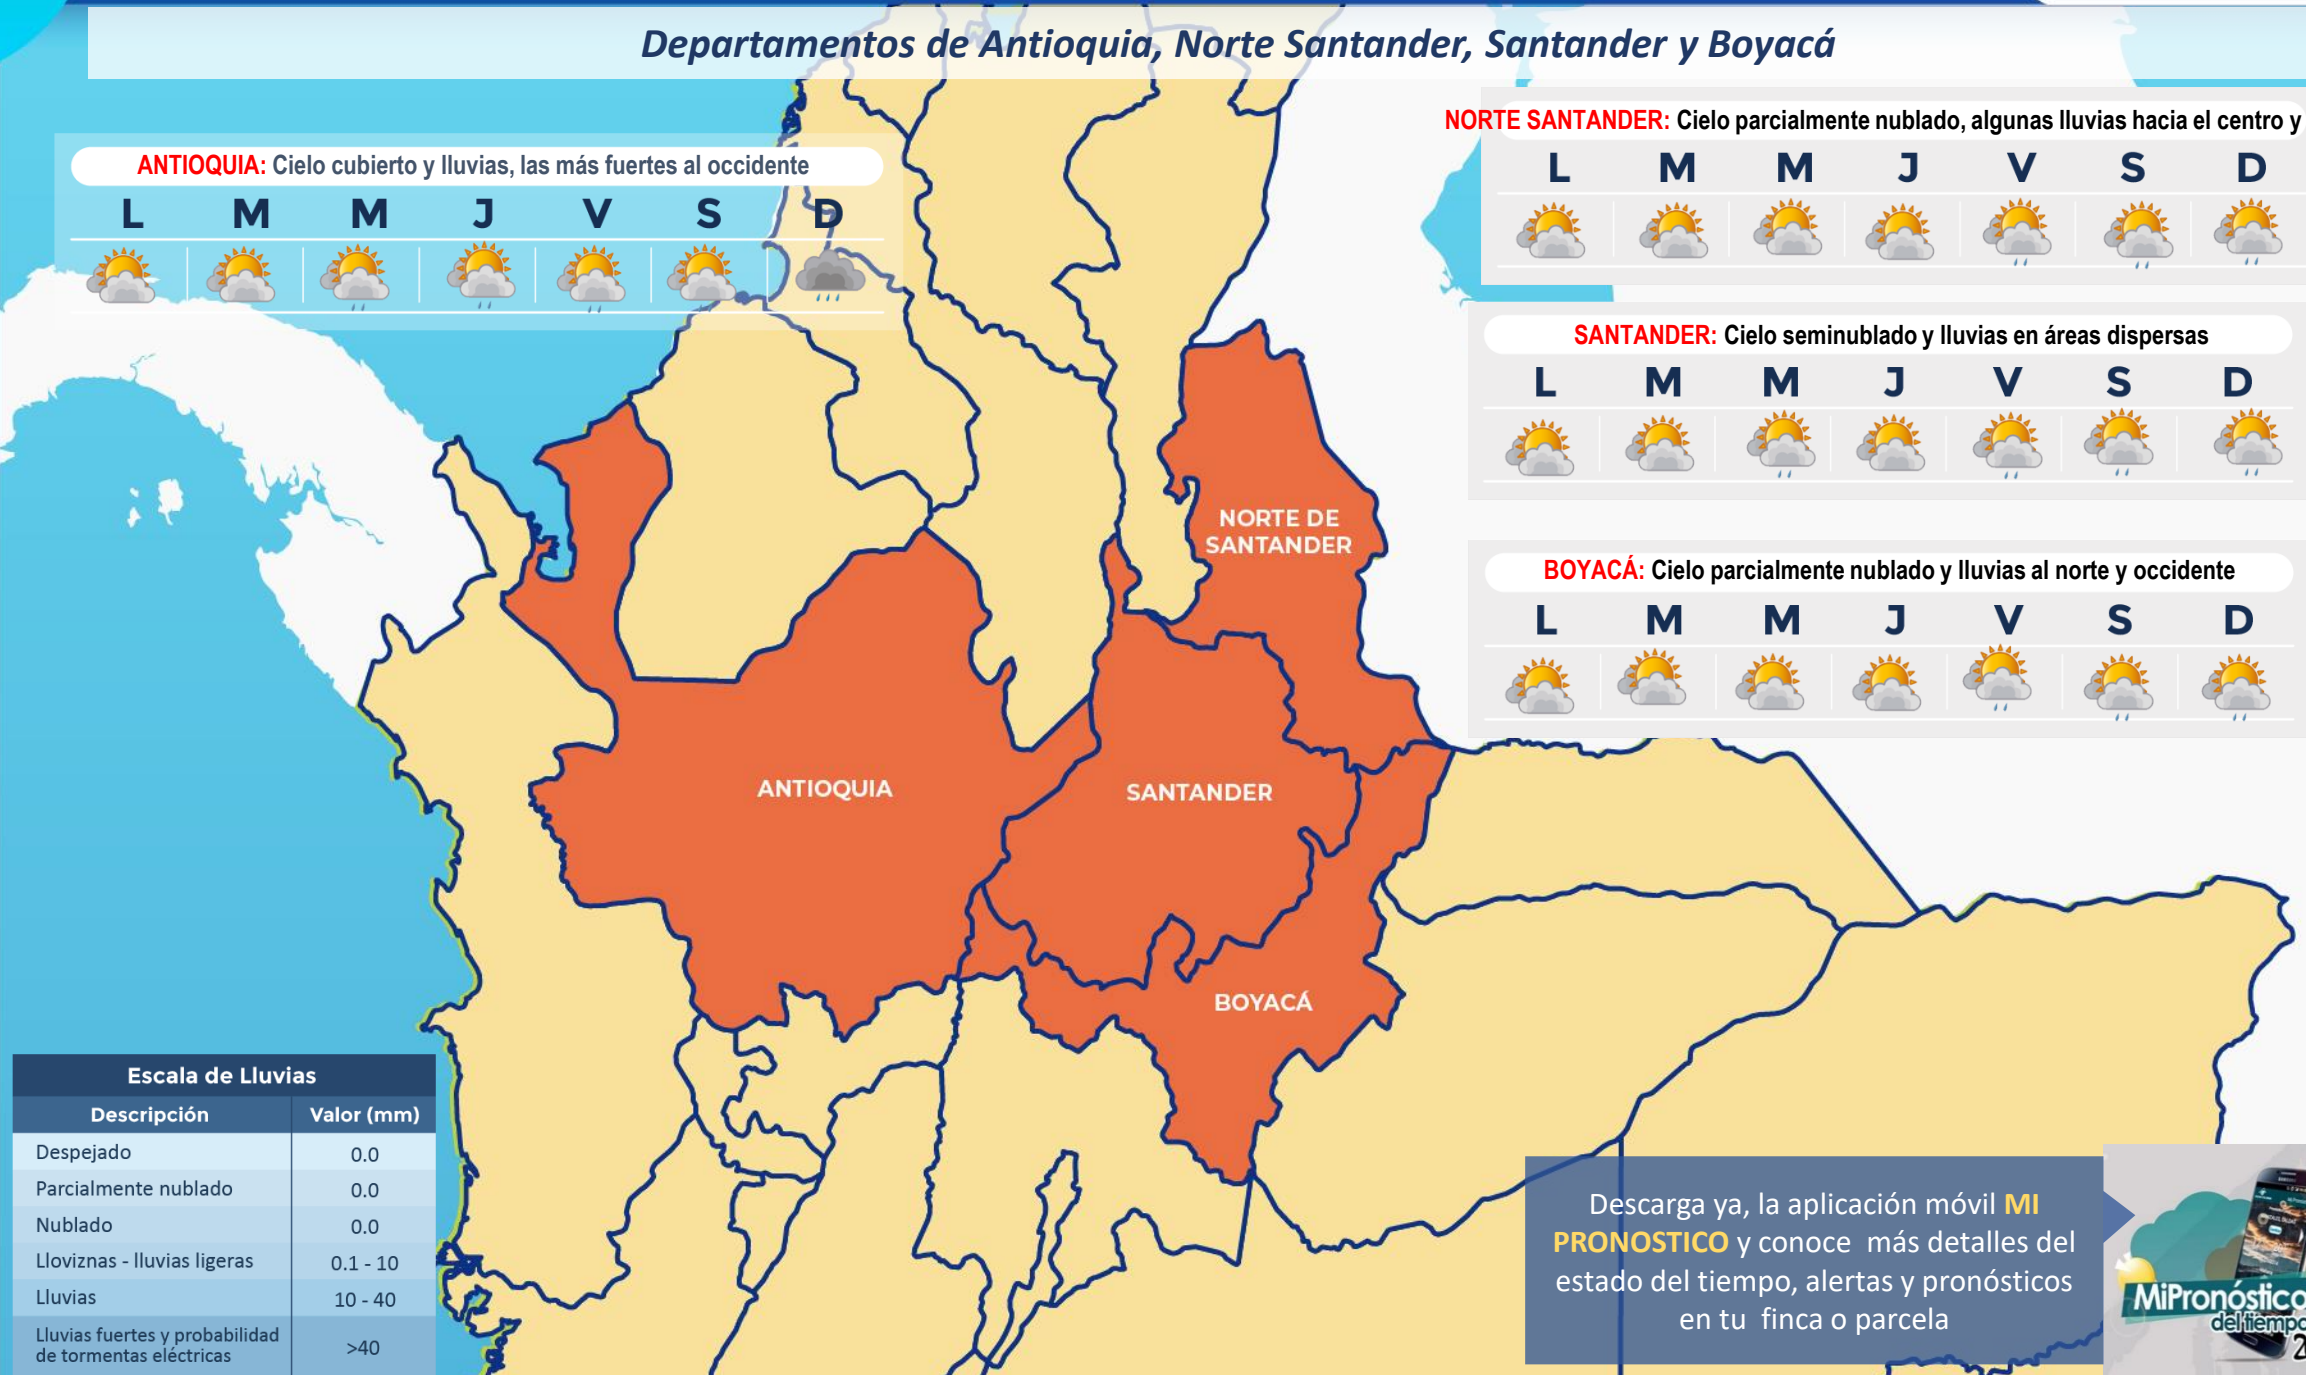 Departamentos de Antioquia, Norte Santander, Santander y Boyacá
ANTIOQUIA: Cielo cubierto y lluvias, las más fuertes al occidente
L M M J V S D
NORTE SANTANDER: Cielo parcialmente nublado, algunas lluvias hacia el centro y
L M M J V S D
SANTANDER: Cielo seminublado y lluvias en áreas dispersas
L M M J V S D
BOYACÁ: Cielo parcialmente nublado y lluvias al norte y occidente
L M M J V S D
NORTE DE
SANTANDER
ANTIOQUIA
SANTANDER
BOYACÁ
Escala de Lluvias
Descripción Valor (mm)
Despejado 0.0
Parcialmente nublado 0.0
Nublado 0.0
Lloviznas - lluvias ligeras 0.1 - 10
Lluvias 10 - 40
Lluvias fuertes y probabilidad
de tormentas eléctricas >40
Descarga ya, la aplicación móvil MI
PRONOSTICO y conoce más detalles del
estado del tiempo, alertas y pronósticos
en tu finca o parcela
MiPronóstico
del tiempo
2